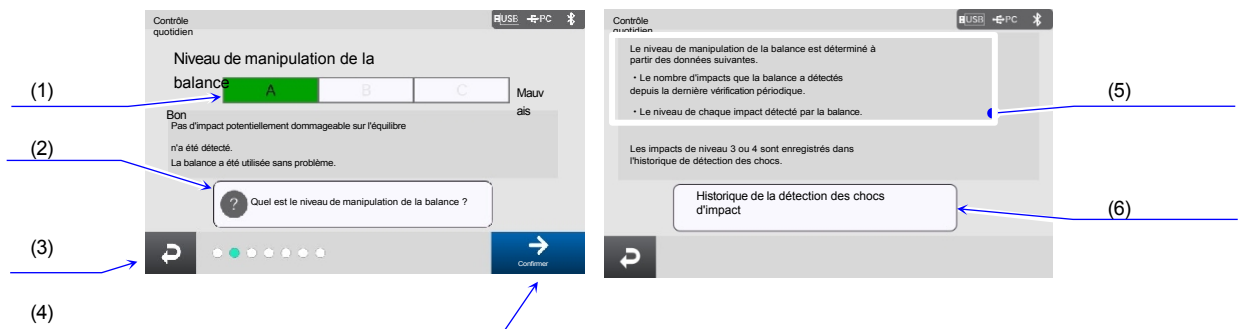 Contrôle
quotidien
USB PC
Niveau de manipulation de la
balance
A B C
Mauv
ais
Bon
Pas d'impact potentiellement dommageable sur l'équilibre
n'a été détecté.
La balance a été utilisée sans problème.
? Quel est le niveau de manipulation de la balance ?
Confirmer
(1)
(2)
(3)
(4)
Contrôle
quotidien
USB PC
Le niveau de manipulation de la balance est déterminé à
partir des données suivantes.
・Le nombre d'impacts que la balance a détectés
depuis la dernière vérification périodique.
・Le niveau de chaque impact détecté par la balance.
Les impacts de niveau 3 ou 4 sont enregistrés dans
l'historique de détection des chocs.
Historique de la détection des chocs
d'impact
(5)
(6)